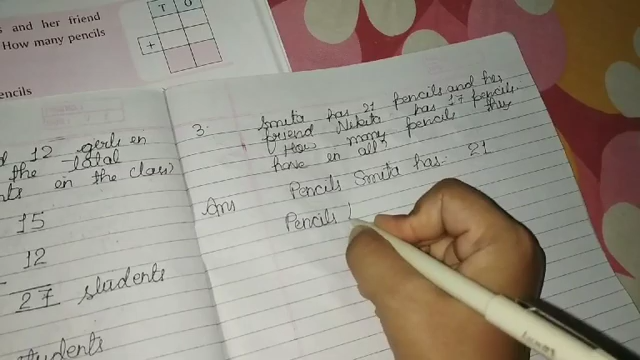 s and her friend
How many pencils
T O
+
encils
d 12 girls in
the total
nts in the class)
15
12
27 students
students
3. Smita has 21 pencils and her
friend Nikita has 17 pencils.
How many pencils they
have in all?
Ans Pencils Smita has: 21
Pencils